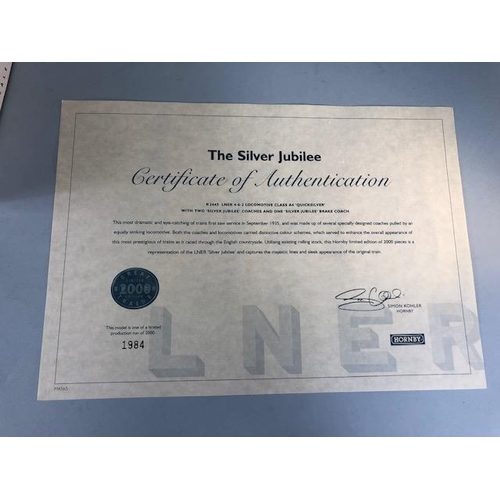 The Silver Jubilee
Certificate of Authentication
R2445 LNER 4-6-2 LOCOMOTIVE CLASS A4 'QUICKSILVER'
WITH TWO 'SILVER JUBILEE' COACHES AND ONE 'SILVER JUBILEE' BRAKE COACH.
This most dramatic and eye-catching of trains first saw service in September 1935, and was made up of several specially designed coaches pulled by an
equally striking locomotive. Both the coaches and locomotives carried distinctive colour schemes, which served to enhance the overall appearance of
this most prestigious of trains as it raced through the English countryside. Utilising existing rolling stock, this Hornby limited edition of 2000 pieces is a
representation of the LNER 'Silver Jubilee' and captures the majestic lines and sleek appearance of the original train.
GREAT
LIMITED
2000
EDITION
SIMON KOHLER
HORNBY
This model is one of a limited
production run of 2000
1984
HORNBY
LNER